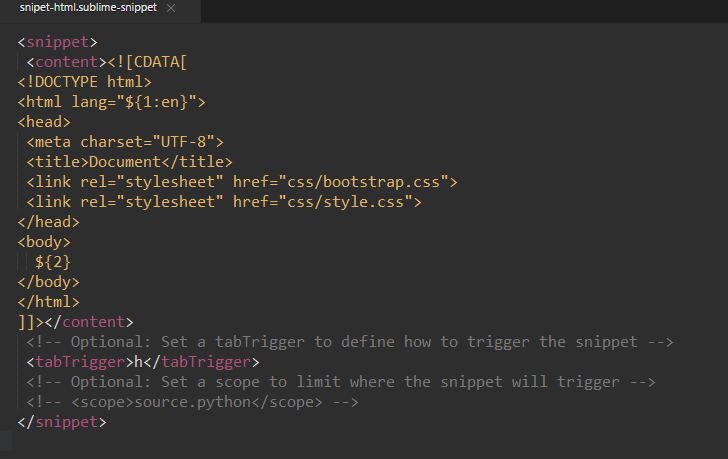 snipet-html.sublime-snippet ×
<snippet>
<content><![CDATA[
<!DOCTYPE html>
<html lang="${1:en}">
<head>
<meta charset="UTF-8">
<title>Document</title>
<link rel="stylesheet" href="css/bootstrap.css">
<link rel="stylesheet" href="css/style.css">
</head>
<body>
${2}
</body>
</html>
]]></content>
<!-- Optional: Set a tabTrigger to define how to trigger the snippet -->
<tabTrigger>h</tabTrigger>
<!-- Optional: Set a scope to limit where the snippet will trigger -->
<!-- <scope>source.python</scope> -->
</snippet>